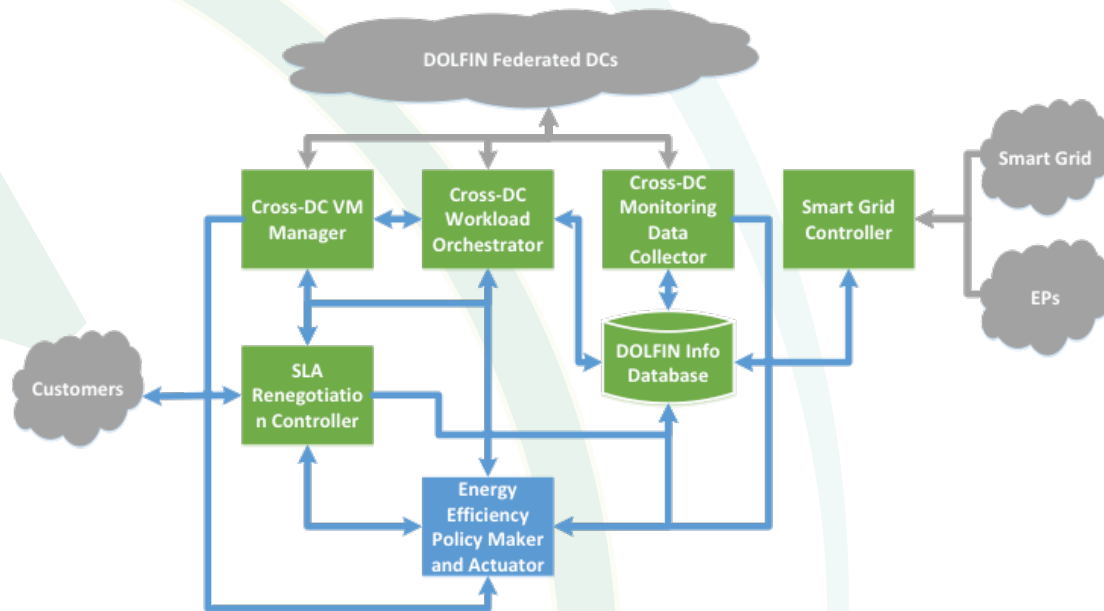 DOLFIN Federated DCs
Smart Grid
Cross-DC VM
Manager
Cross-DC
Workload
Orchestrator
Cross-DC
Monitoring
Data
Collector
Smart Grid
Controller
EPs
Customers
SLA
Renegotiatio
n Controller
DOLFIN Info
Database
Energy
Efficiency
Policy Maker
and Actuator